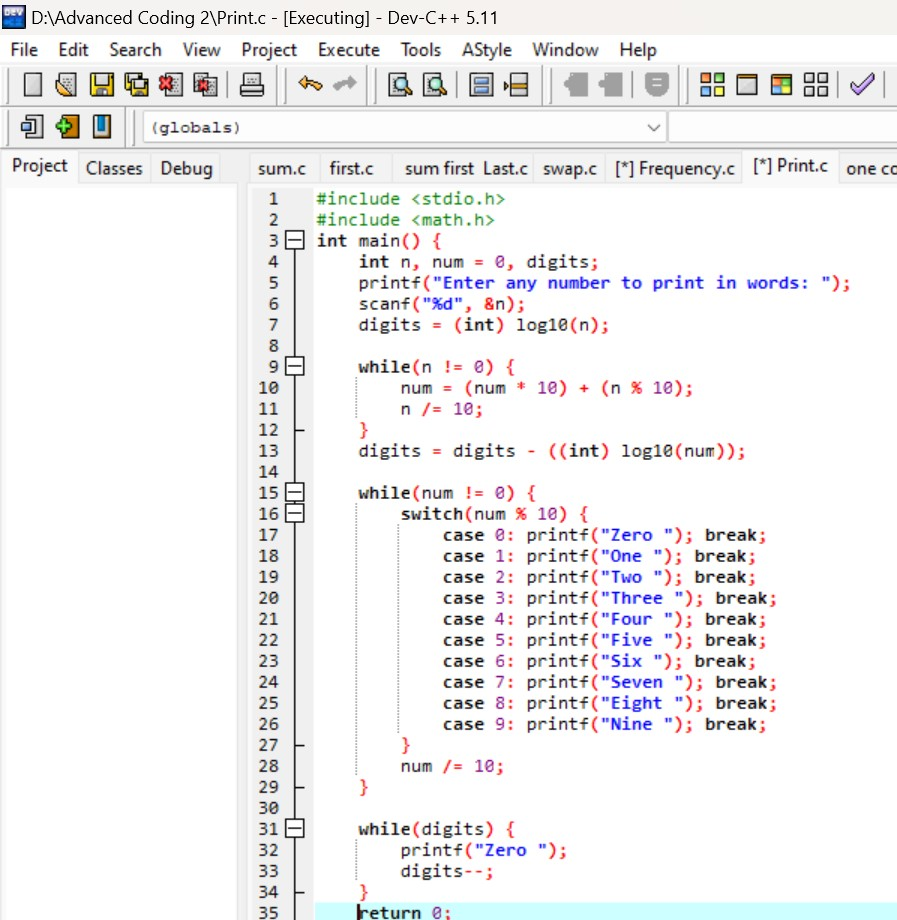 D:\Advanced Coding 2\Print.c - [Executing] - Dev-C++ 5.11
File Edit Search View Project Execute Tools AStyle Window Help
(globals)
Project Classes Debug sum.c first.c sum first Last.c swap.c [*] Frequency.c [*] Print.c one co
1 #include <stdio.h>
2 #include <math.h>
3 int main() {
4 int n, num = 0, digits;
5 printf("Enter any number to print in words: ");
6 scanf("%d", &n);
7 digits = (int) log10(n);
8
9 while(n != 0) {
10 num = (num * 10) + (n % 10);
11 n /= 10;
12 }
13 digits = digits - ((int) log10(num));
14
15 while(num != 0) {
16 switch(num % 10) {
17 case 0: printf("Zero "); break;
18 case 1: printf("One "); break;
19 case 2: printf("Two "); break;
20 case 3: printf("Three "); break;
21 case 4: printf("Four "); break;
22 case 5: printf("Five "); break;
23 case 6: printf("Six "); break;
24 case 7: printf("Seven "); break;
25 case 8: printf("Eight "); break;
26 case 9: printf("Nine "); break;
27 }
28 num /= 10;
29 }
30
31 while(digits) {
32 printf("Zero ");
33 digits--;
34 }
35 return 0;